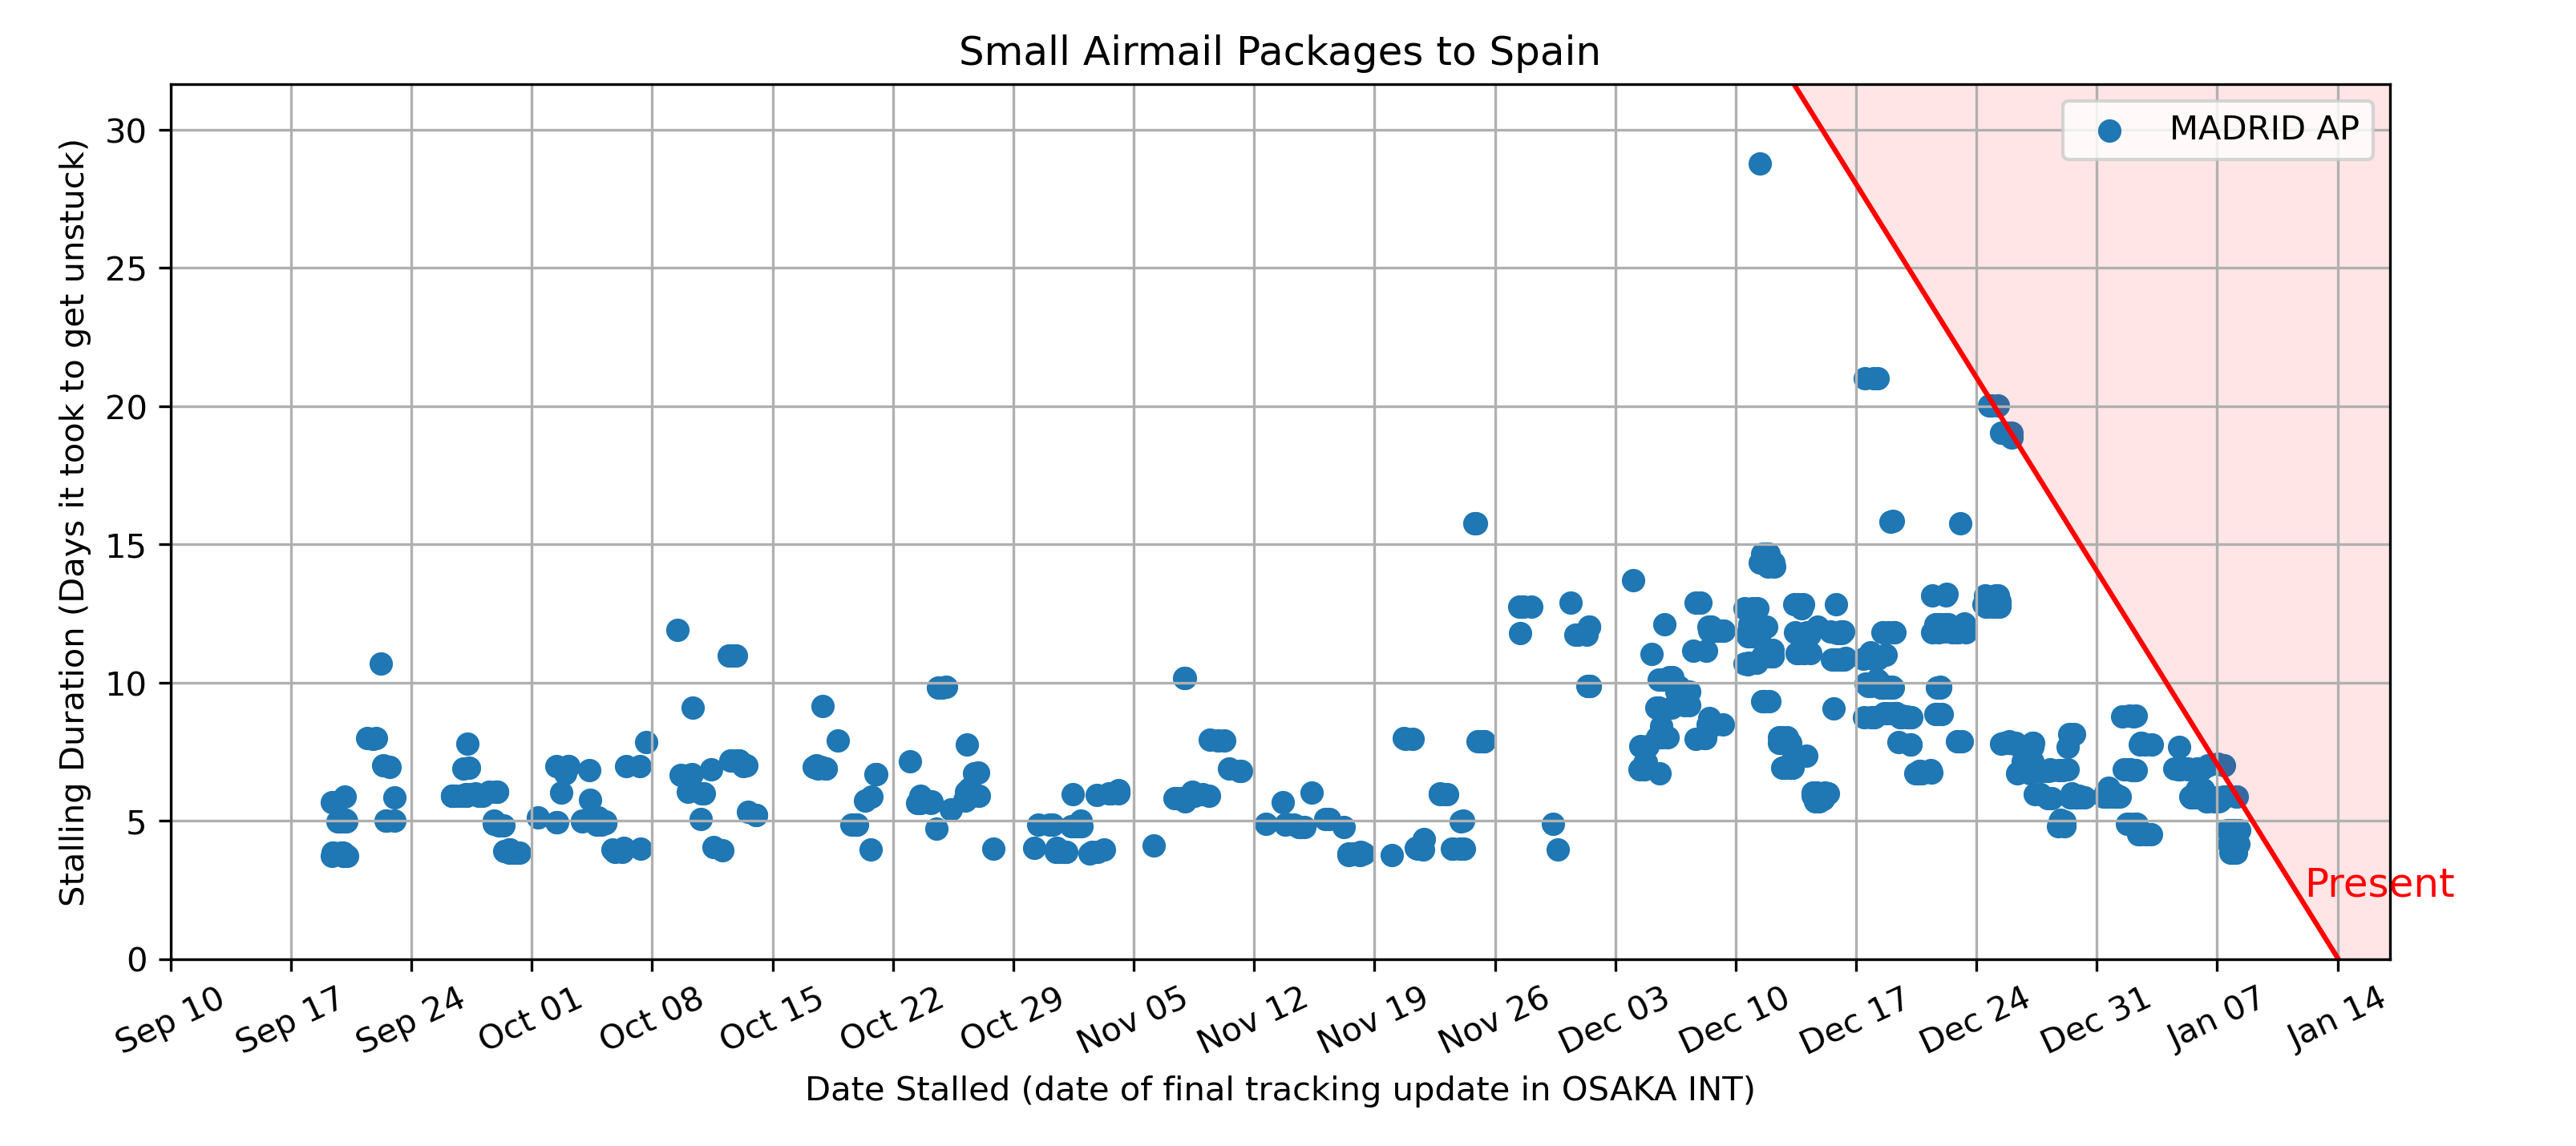 Small Airmail Packages to Spain
MADRID AP
Stalling Duration (Days it took to get unstuck)
30
25
20
15
10
5
0
Present
Sep 10
Sep 17
Sep 24
Oct 01
Oct 08
Oct 15
Oct 22
Oct 29
Nov 05
Nov 12
Nov 19
Nov 26
Dec 03
Dec 10
Dec 17
Dec 24
Dec 31
Jan 07
Jan 14
Date Stalled (date of final tracking update in OSAKA INT)